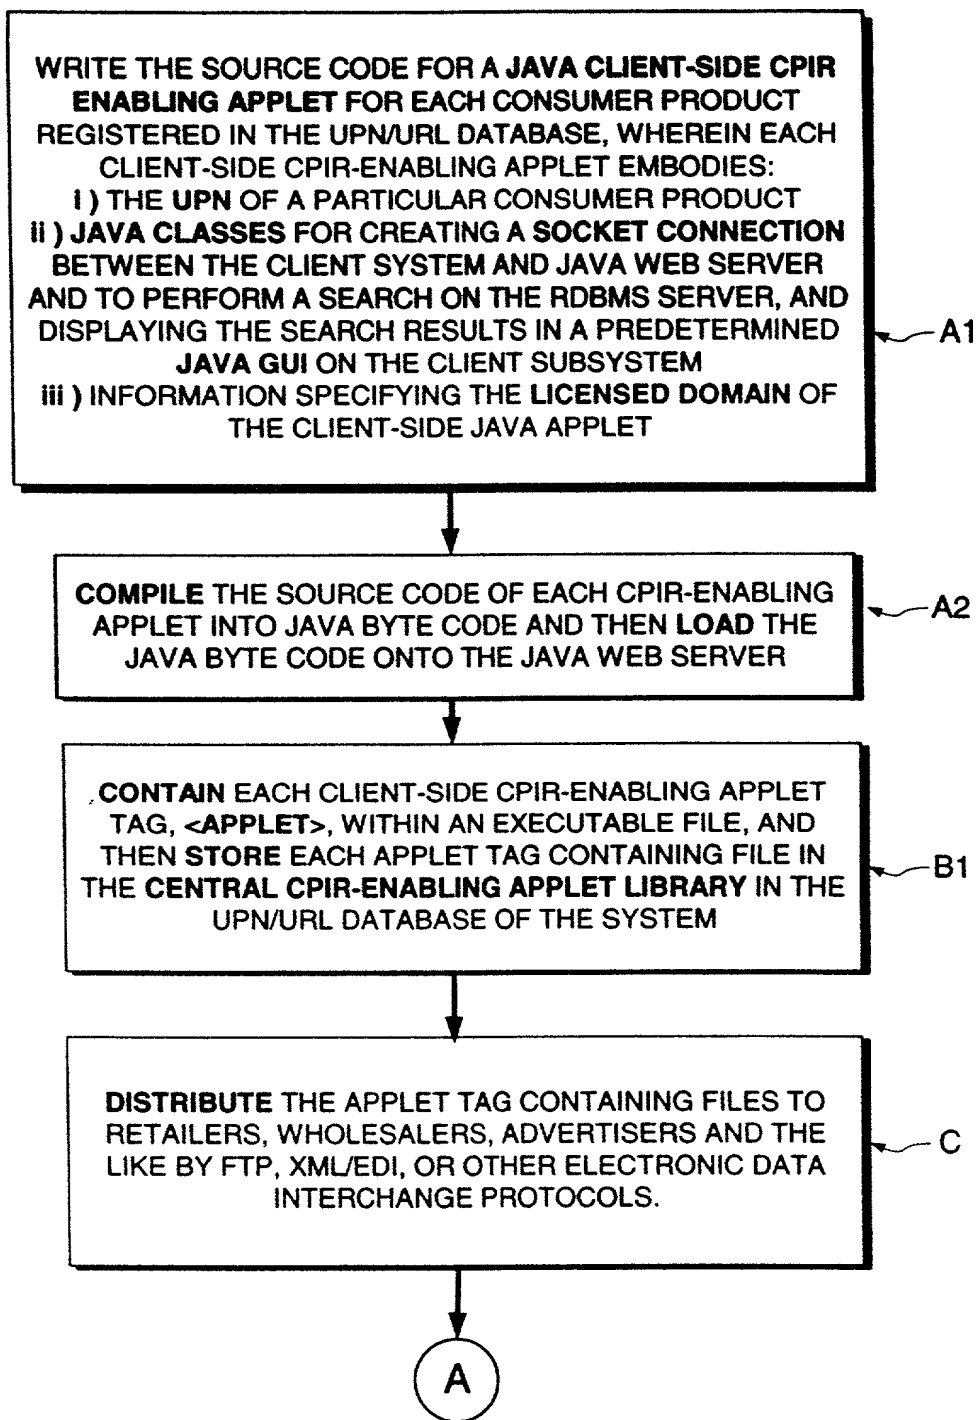 WRITE THE SOURCE CODE FOR A JAVA CLIENT-SIDE CPIR
ENABLING APPLET FOR EACH CONSUMER PRODUCT
REGISTERED IN THE UPN/URL DATABASE, WHEREIN EACH
CLIENT-SIDE CPIR-ENABLING APPLET EMBODIES:
i ) THE UPN OF A PARTICULAR CONSUMER PRODUCT
ii ) JAVA CLASSES FOR CREATING A SOCKET CONNECTION
BETWEEN THE CLIENT SYSTEM AND JAVA WEB SERVER
AND TO PERFORM A SEARCH ON THE RDBMS SERVER, AND
DISPLAYING THE SEARCH RESULTS IN A PREDETERMINED
JAVA GUI ON THE CLIENT SUBSYSTEM
iii ) INFORMATION SPECIFYING THE LICENSED DOMAIN OF
THE CLIENT-SIDE JAVA APPLET
A1
COMPILE THE SOURCE CODE OF EACH CPIR-ENABLING
APPLET INTO JAVA BYTE CODE AND THEN LOAD THE
JAVA BYTE CODE ONTO THE JAVA WEB SERVER
A2
CONTAIN EACH CLIENT-SIDE CPIR-ENABLING APPLET
TAG, <APPLET>, WITHIN AN EXECUTABLE FILE, AND
THEN STORE EACH APPLET TAG CONTAINING FILE IN
THE CENTRAL CPIR-ENABLING APPLET LIBRARY IN THE
UPN/URL DATABASE OF THE SYSTEM
B1
DISTRIBUTE THE APPLET TAG CONTAINING FILES TO
RETAILERS, WHOLESALERS, ADVERTISERS AND THE
LIKE BY FTP, XML/EDI, OR OTHER ELECTRONIC DATA
INTERCHANGE PROTOCOLS.
C
A